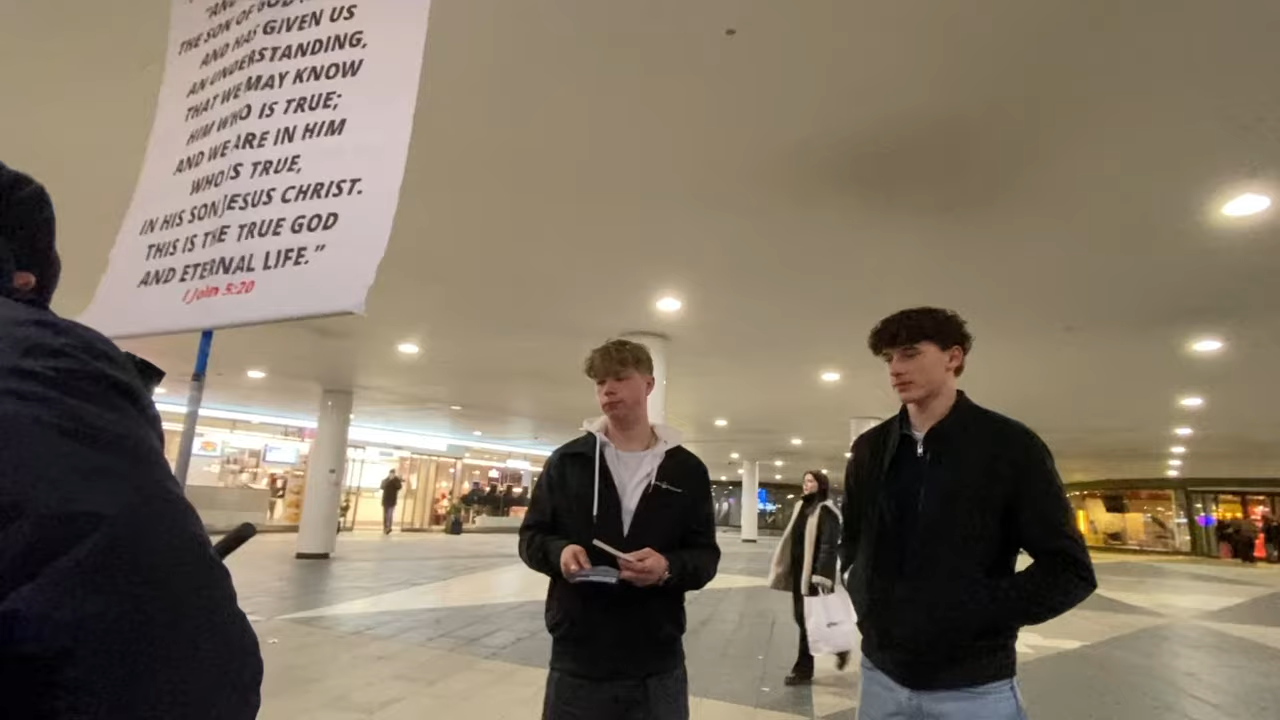 "AND
THE SON OF GOD
AND HAS GIVEN US
AN UNDERSTANDING,
THAT WE MAY KNOW
HIM WHO IS TRUE;
AND WE ARE IN HIM
WHO IS TRUE,
IN HIS SON JESUS CHRIST.
THIS IS THE TRUE GOD
AND ETERNAL LIFE."
1 John 5:20